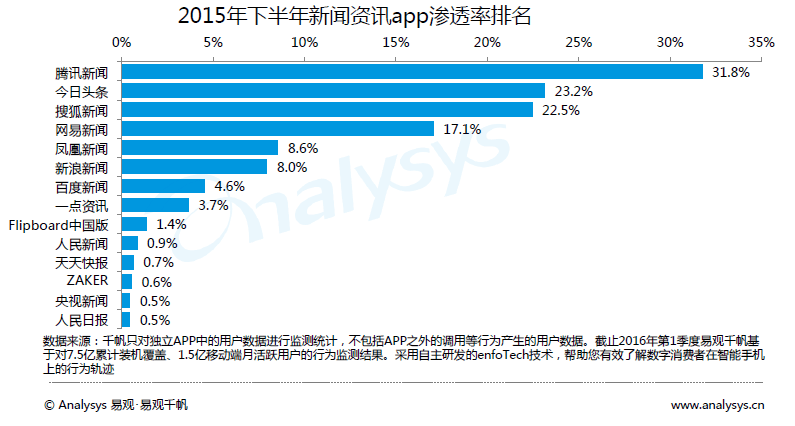 2015年下半年新闻资讯app渗透率排名
0% 5% 10% 15% 20% 25% 30% 35%
腾讯新闻 31.8%
今日头条 23.2%
搜狐新闻 22.5%
网易新闻 17.1%
凤凰新闻 8.6%
新浪新闻 8.0%
百度新闻 4.6%
一点资讯 3.7%
Flipboard中国版 1.4%
人民新闻 0.9%
天天快报 0.7%
ZAKER 0.6%
央视新闻 0.5%
人民日报 0.5%
analysys
数据来源：千帆只对独立APP中的用户数据进行监测统计，不包括APP之外的调用等行为产生的用户数据。截止2016年第1季度易观千帆基
于对7.5亿累计装机覆盖、1.5亿移动端月活跃用户的行为监测结果。采用自主研发的enfoTech技术，帮助您有效了解数字消费者在智能手机
上的行为轨迹
© Analysys 易观·易观千帆 www.analysys.cn